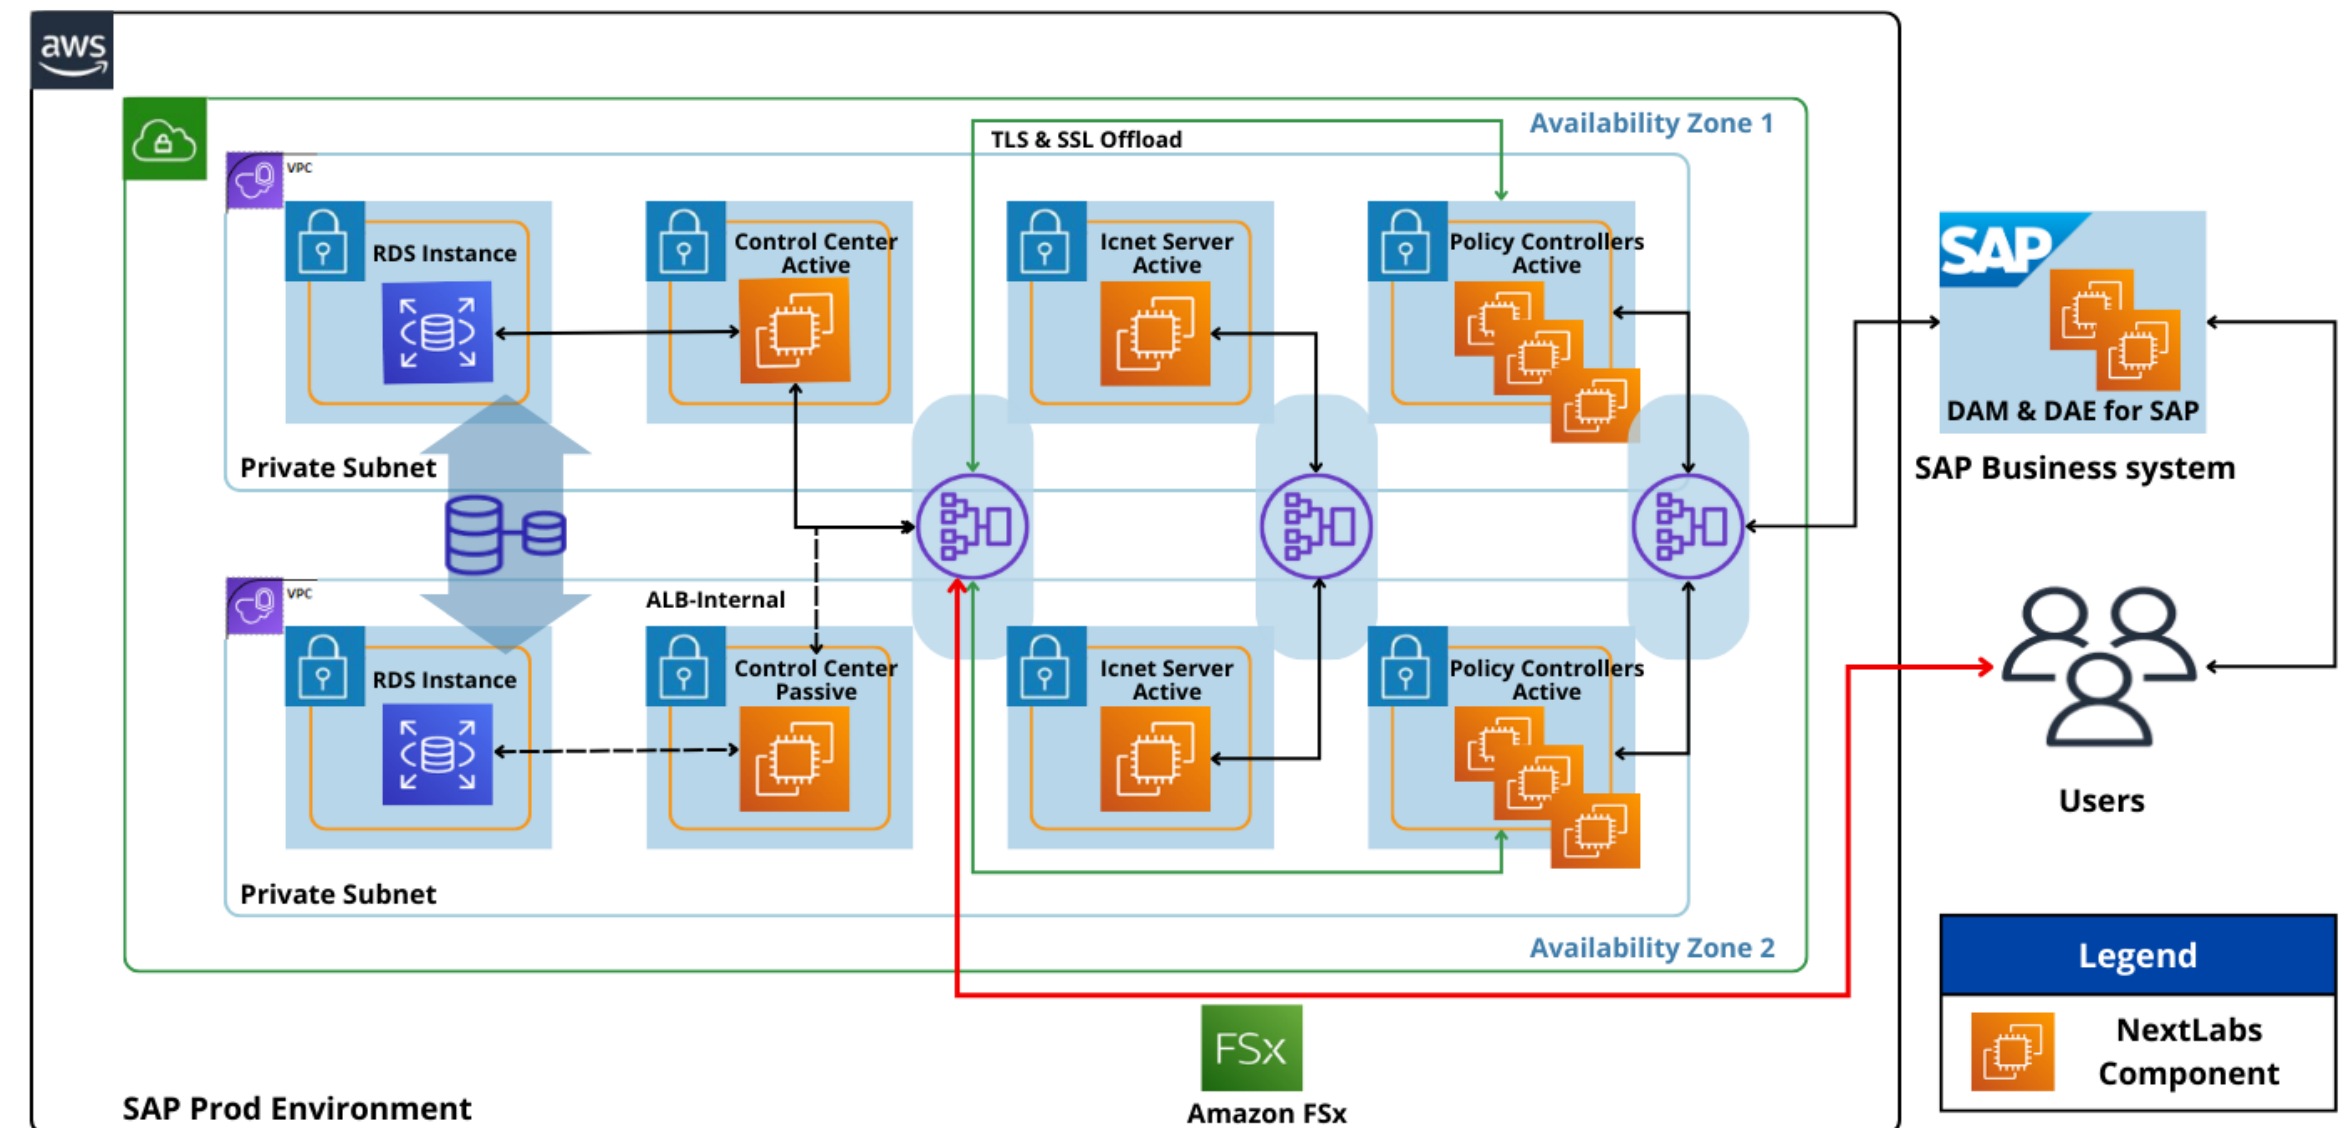 aws
Availability Zone 1
TLS & SSL Offload
VPC
RDS Instance
Control Center
Active
Icnet Server
Active
Policy Controllers
Active
SAP
DAM & DAE for SAP
SAP Business system
Private Subnet
VPC
ALB-Internal
RDS Instance
Control Center
Passive
Icnet Server
Active
Policy Controllers
Active
Users
Private Subnet
Availability Zone 2
Legend
NextLabs
Component
FSx
Amazon FSx
SAP Prod Environment